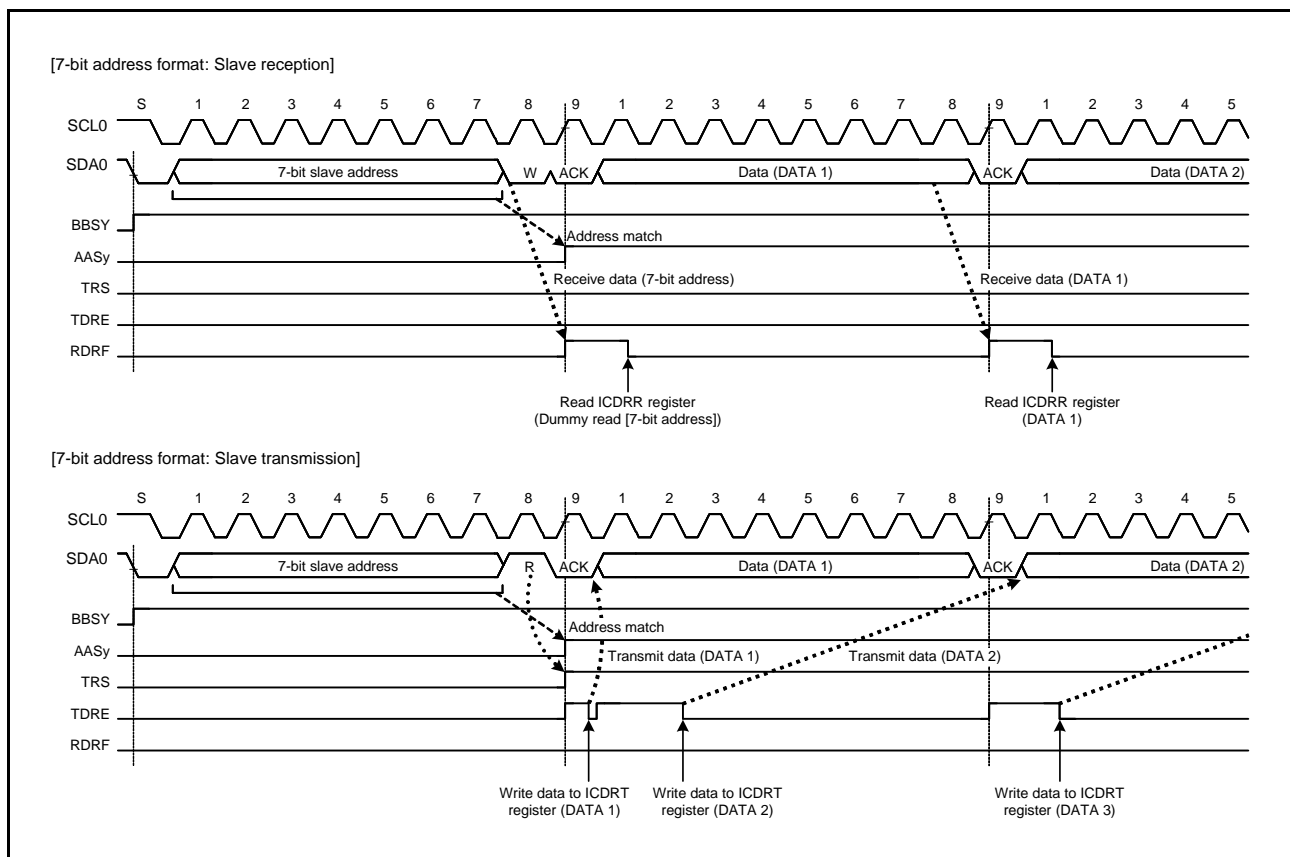 [7-bit address format: Slave reception]
S 1 2 3 4 5 6 7 8 9 1 2 3 4 5 6 7 8 9 1 2 3 4 5
SCL0
SDA0
7-bit slave address W ACK Data (DATA 1) ACK Data (DATA 2)
BBSY
Address match
AASy
Receive data (7-bit address) Receive data (DATA 1)
TRS
TDRE
RDRF
Read ICDRR register
(Dummy read [7-bit address])
Read ICDRR register
(DATA 1)
[7-bit address format: Slave transmission]
S 1 2 3 4 5 6 7 8 9 1 2 3 4 5 6 7 8 9 1 2 3 4 5
SCL0
SDA0
7-bit slave address R ACK Data (DATA 1) ACK Data (DATA 2)
BBSY
Address match
AASy
Transmit data (DATA 1) Transmit data (DATA 2)
TRS
TDRE
RDRF
Write data to ICDRT
register (DATA 1)
Write data to ICDRT
register (DATA 2)
Write data to ICDRT
register (DATA 3)